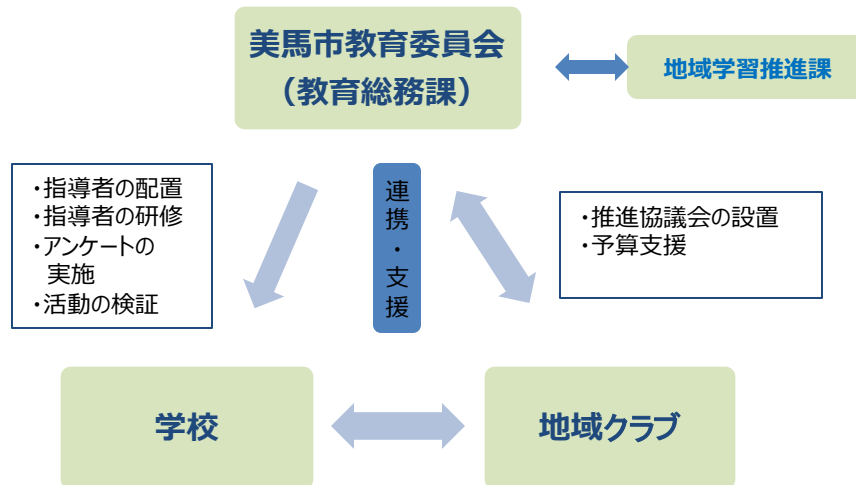 美馬市教育委員会
（教育総務課）
地域学習推進課
・指導者の配置
・指導者の研修
・アンケートの
実施
・活動の検証
連携・支援
・推進協議会の設置
・予算支援
学校
地域クラブ